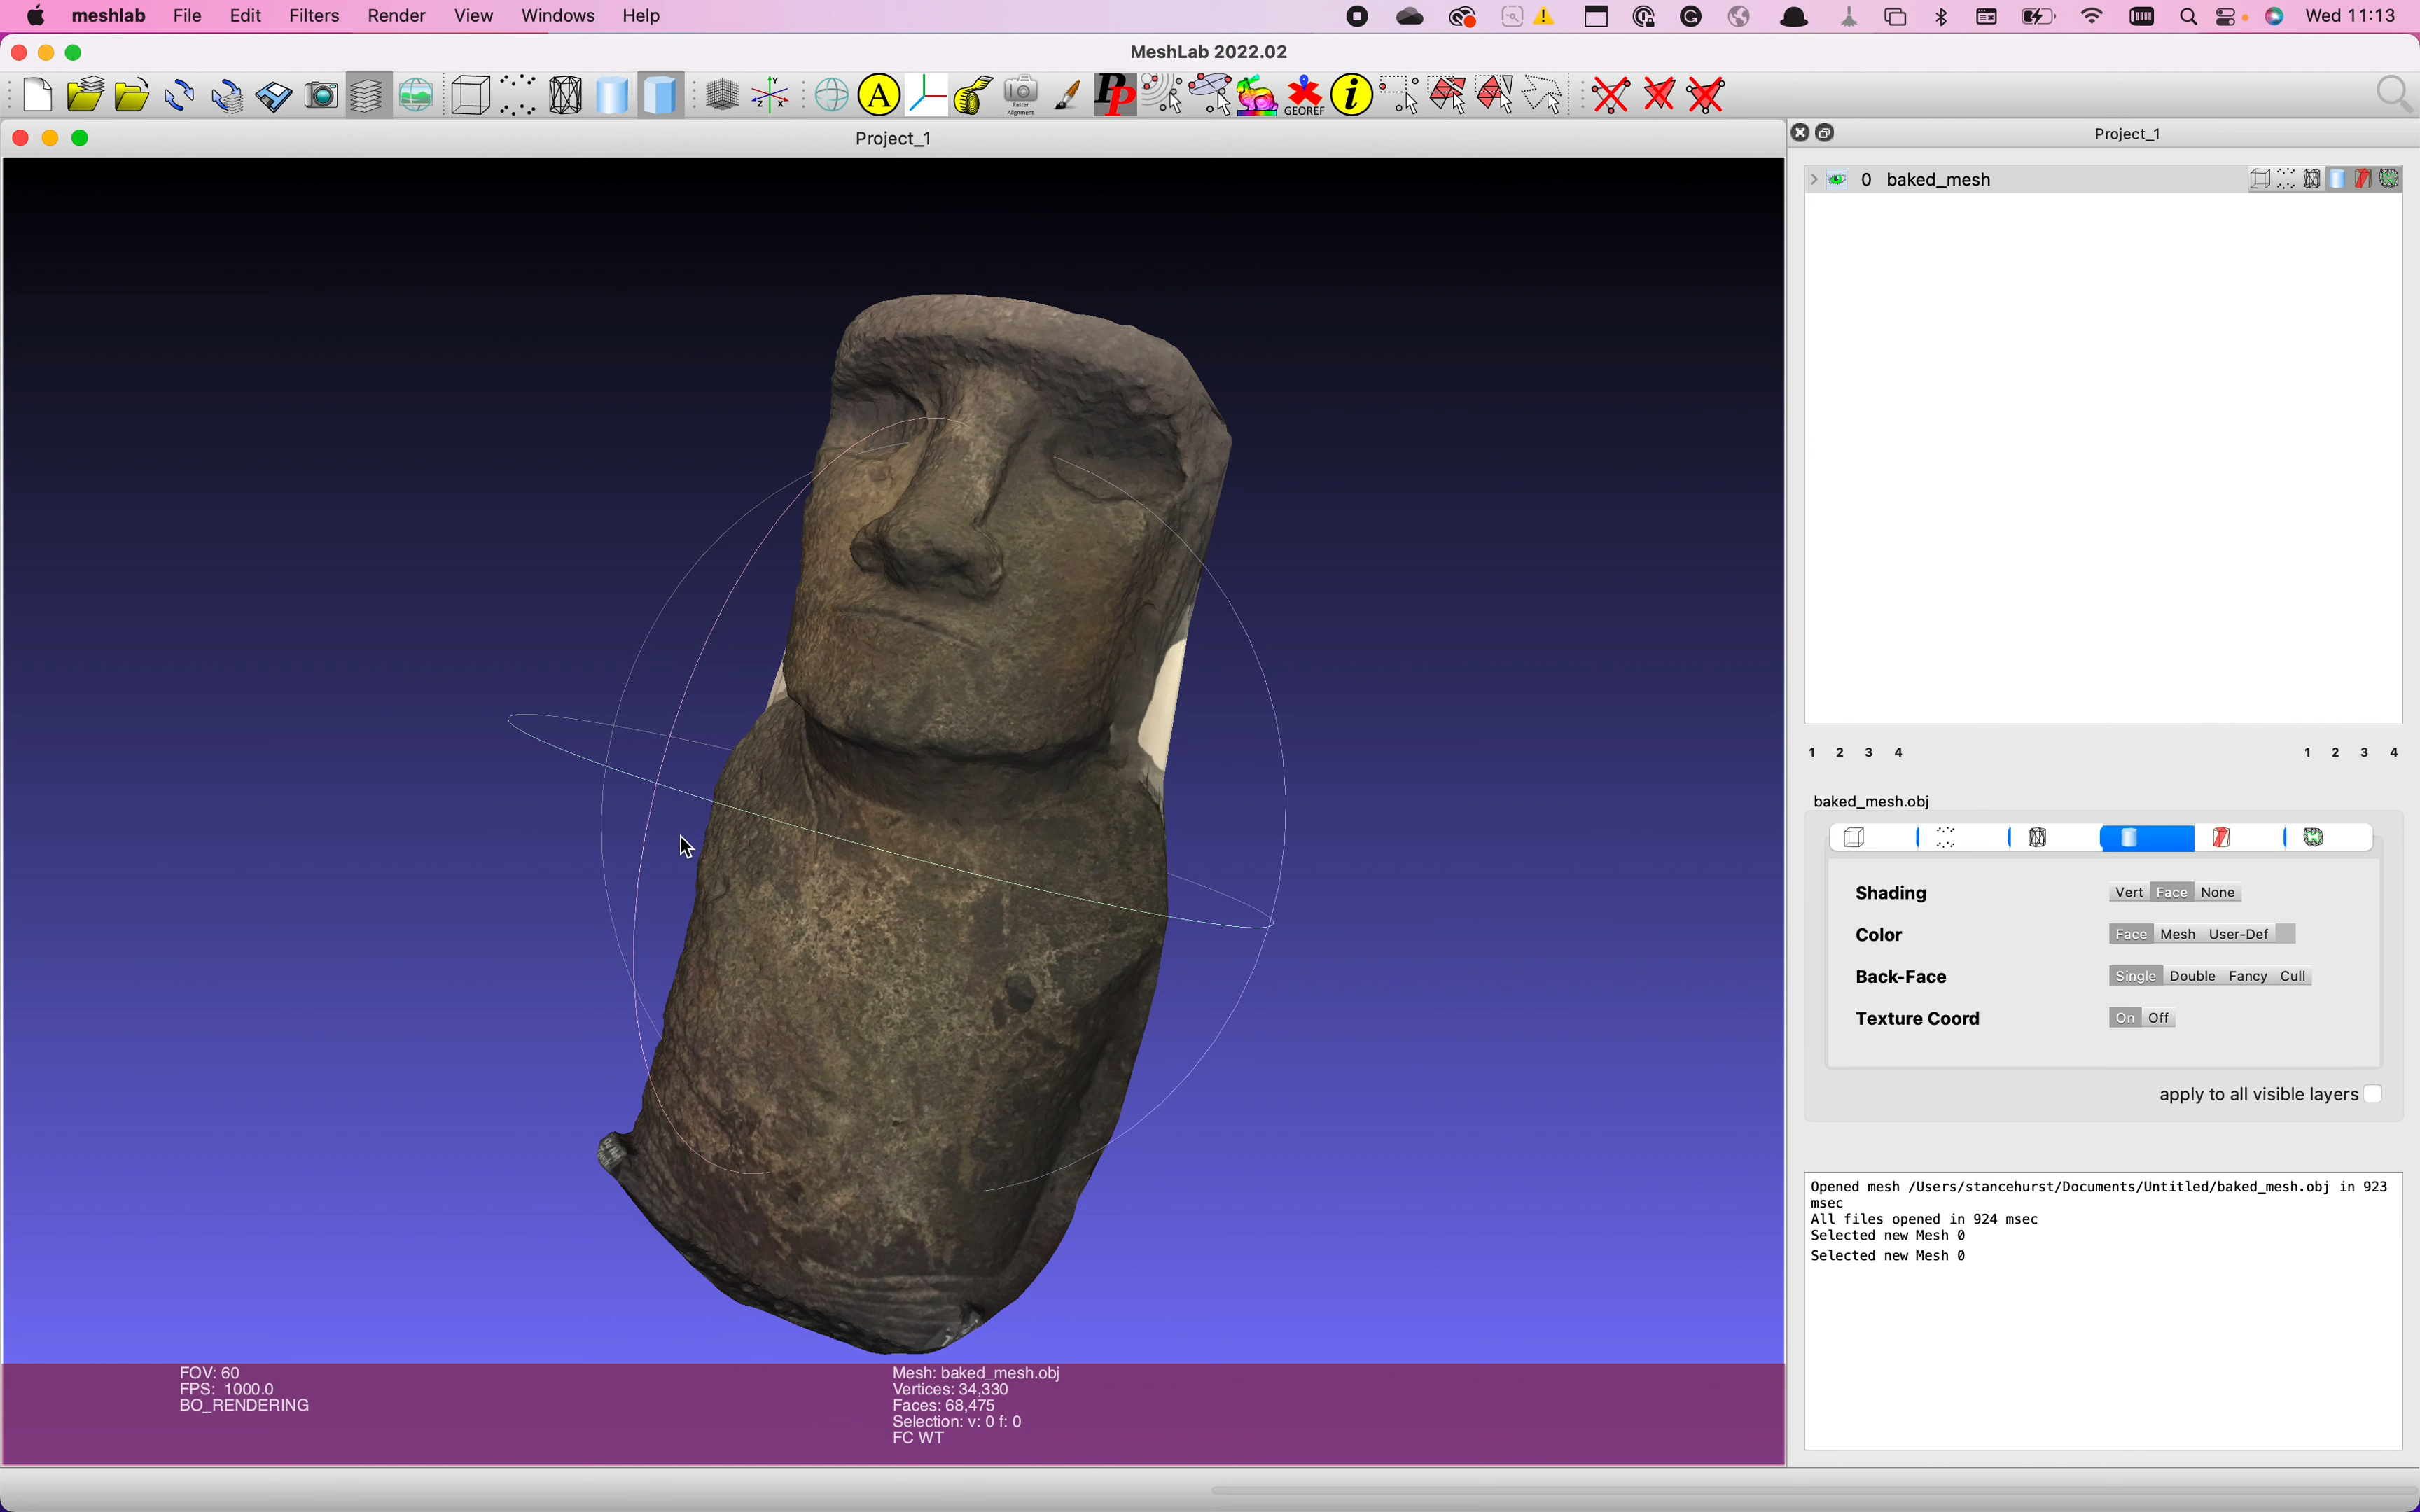 meshlab File Edit Filters Render View Windows Help Wed 11:13
MeshLab 2022.02
A Raster Alignment PP GEOREF i
Y Z X
Project_1
Project_1
0 baked_mesh
1 2 3 4 1 2 3 4
baked_mesh.obj
Shading Vert Face None
Color Face Mesh User-Def
Back-Face Single Double Fancy Cull
Texture Coord On Off
apply to all visible layers
Opened mesh /Users/stancehurst/Documents/Untitled/baked_mesh.obj in 923
msec
All files opened in 924 msec
Selected new Mesh 0
Selected new Mesh 0
FOV: 60
FPS: 1000.0
BO_RENDERING
Mesh: baked_mesh.obj
Vertices: 34,330
Faces: 68,475
Selection: v: 0 f: 0
FC WT